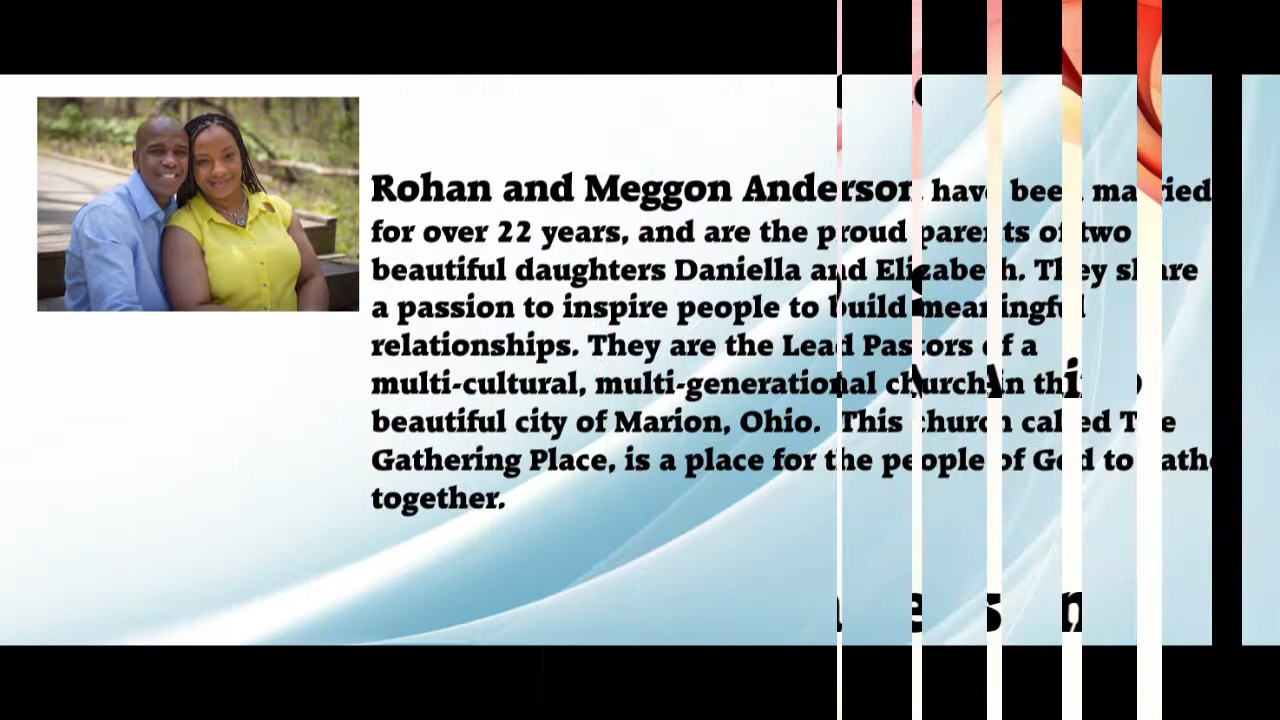 Rohan and Meggon Anderson have been married
for over 22 years, and are the proud parents of two
beautiful daughters Daniella and Elizabeth. They share
a passion to inspire people to build meaningful
relationships. They are the Lead Pastors of a
multi-cultural, multi-generational church in this
beautiful city of Marion, Ohio. This church called The
Gathering Place, is a place for the people of God to gather
together.